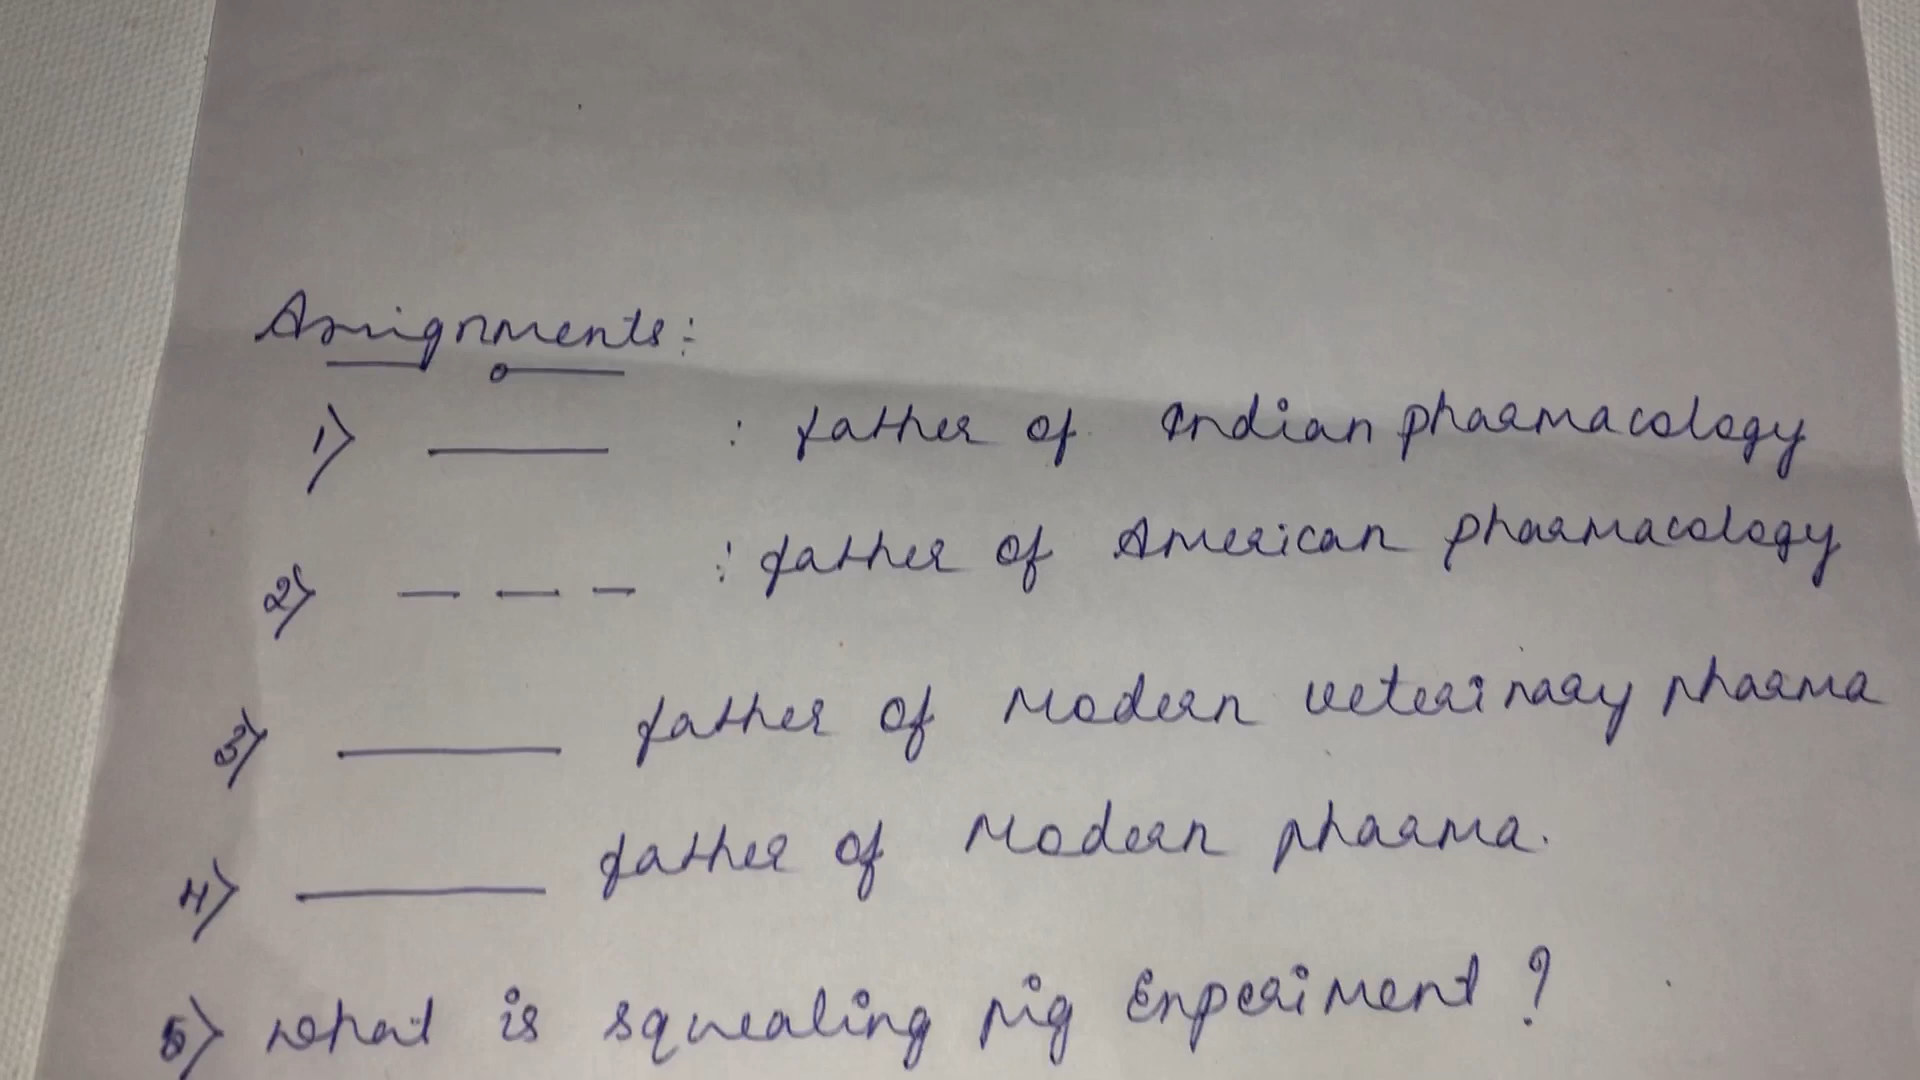 Assignments:
1) ____ : father of Indian pharmacology
2) _ _ _ : father of American pharmacology
3) ____ father of Modern veterinary pharma
4) ____ father of Modern pharma.
5) what is squealing pig Experiment ?